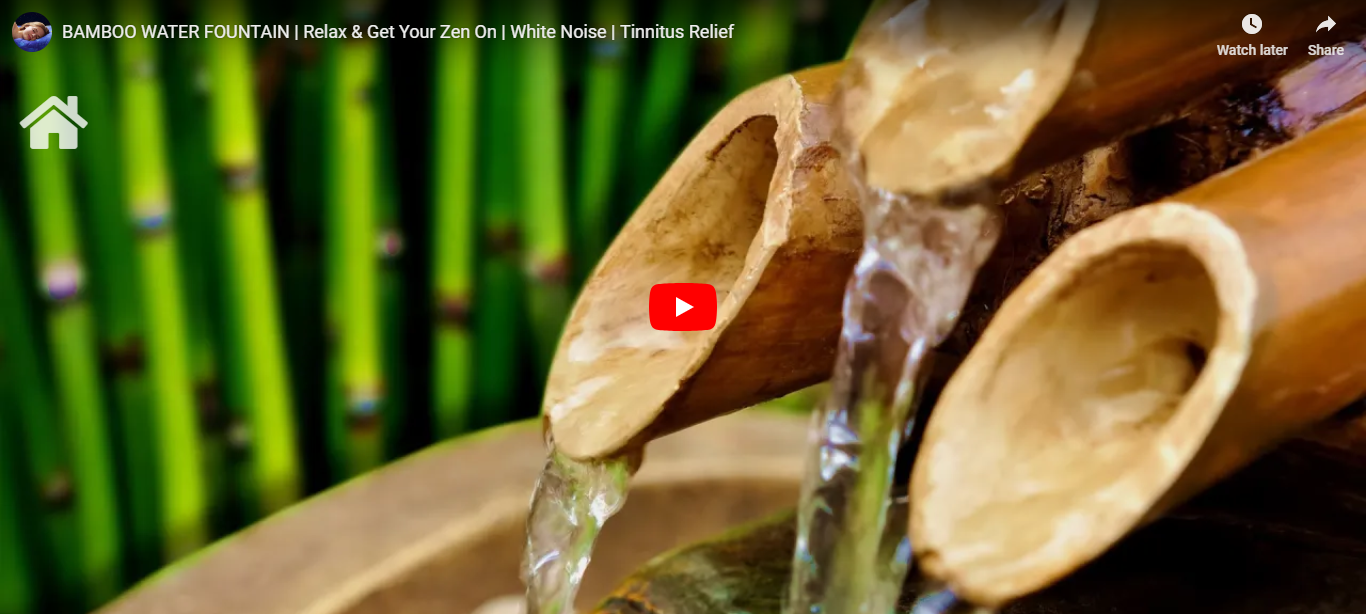 BAMBOO WATER FOUNTAIN | Relax & Get Your Zen On | White Noise | Tinnitus Relief
Watch later
Share